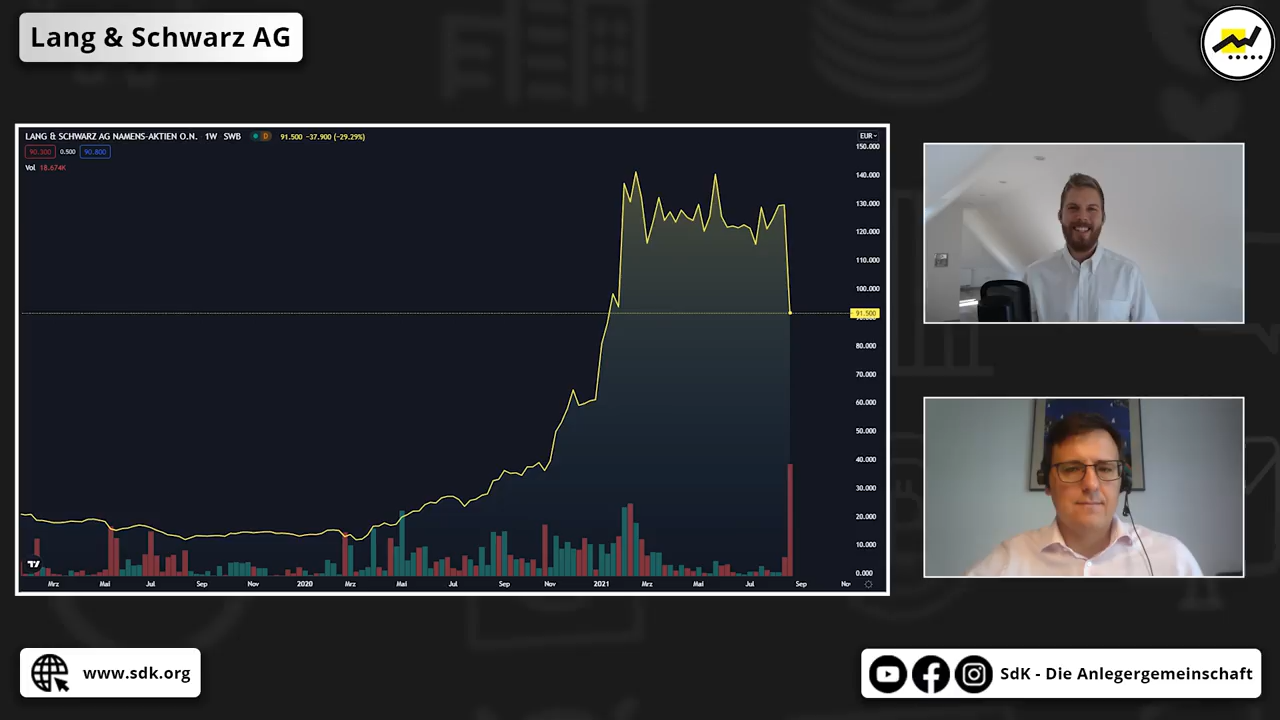 Lang & Schwarz AG
LANG & SCHWARZ AG NAMENS-AKTIEN O.N. 1W SWB D 91.500 -37.900 (-29.29%)
90.300 0.500 90.800
Vol 18.674K
EUR
150.000
140.000
130.000
120.000
110.000
100.000
91.500
80.000
70.000
60.000
50.000
40.000
30.000
20.000
10.000
0.000
Mrz Mai Jul Sep Nov 2020 Mrz Mai Jul Sep Nov 2021 Mrz Mai Jul Sep
www.sdk.org
SdK - Die Anlegergemeinschaft